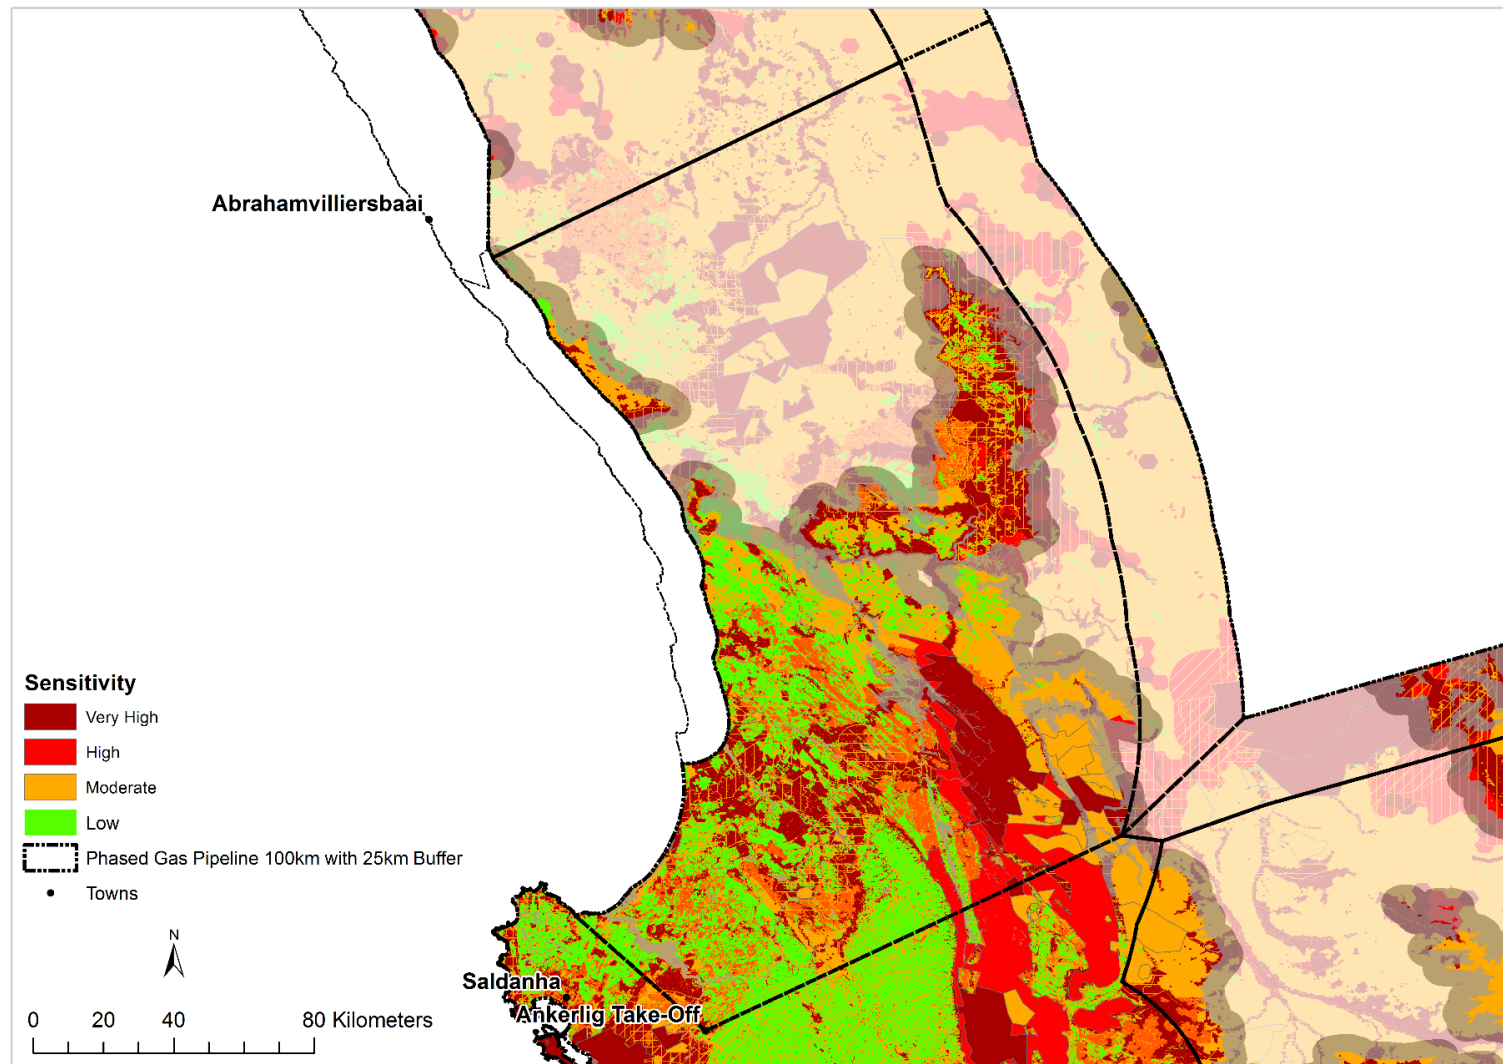 Abrahamvilliersbaai
Sensitivity
Very High
High
Moderate
Low
Phased Gas Pipeline 100km with 25km Buffer
Towns
N
Saldanha
Ankerlig Take-Off
0 20 40 80 Kilometers